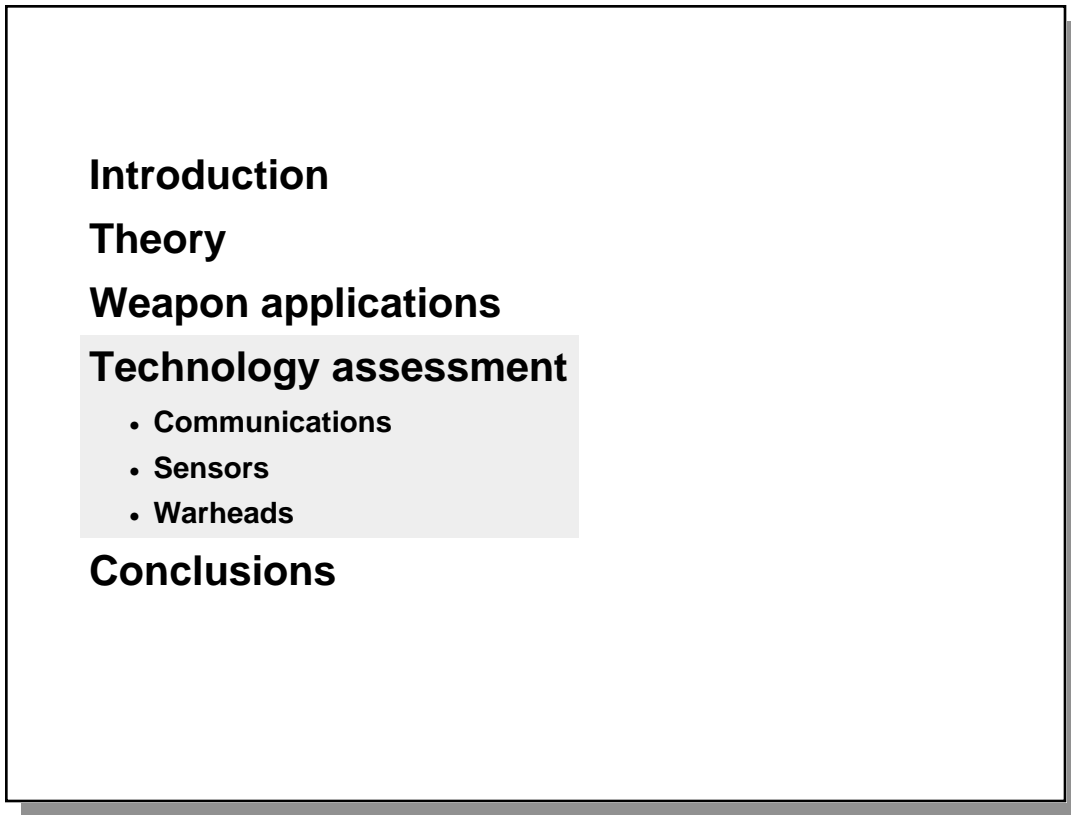 Introduction
Theory
Weapon applications
Technology assessment
• Communications
• Sensors
• Warheads
Conclusions